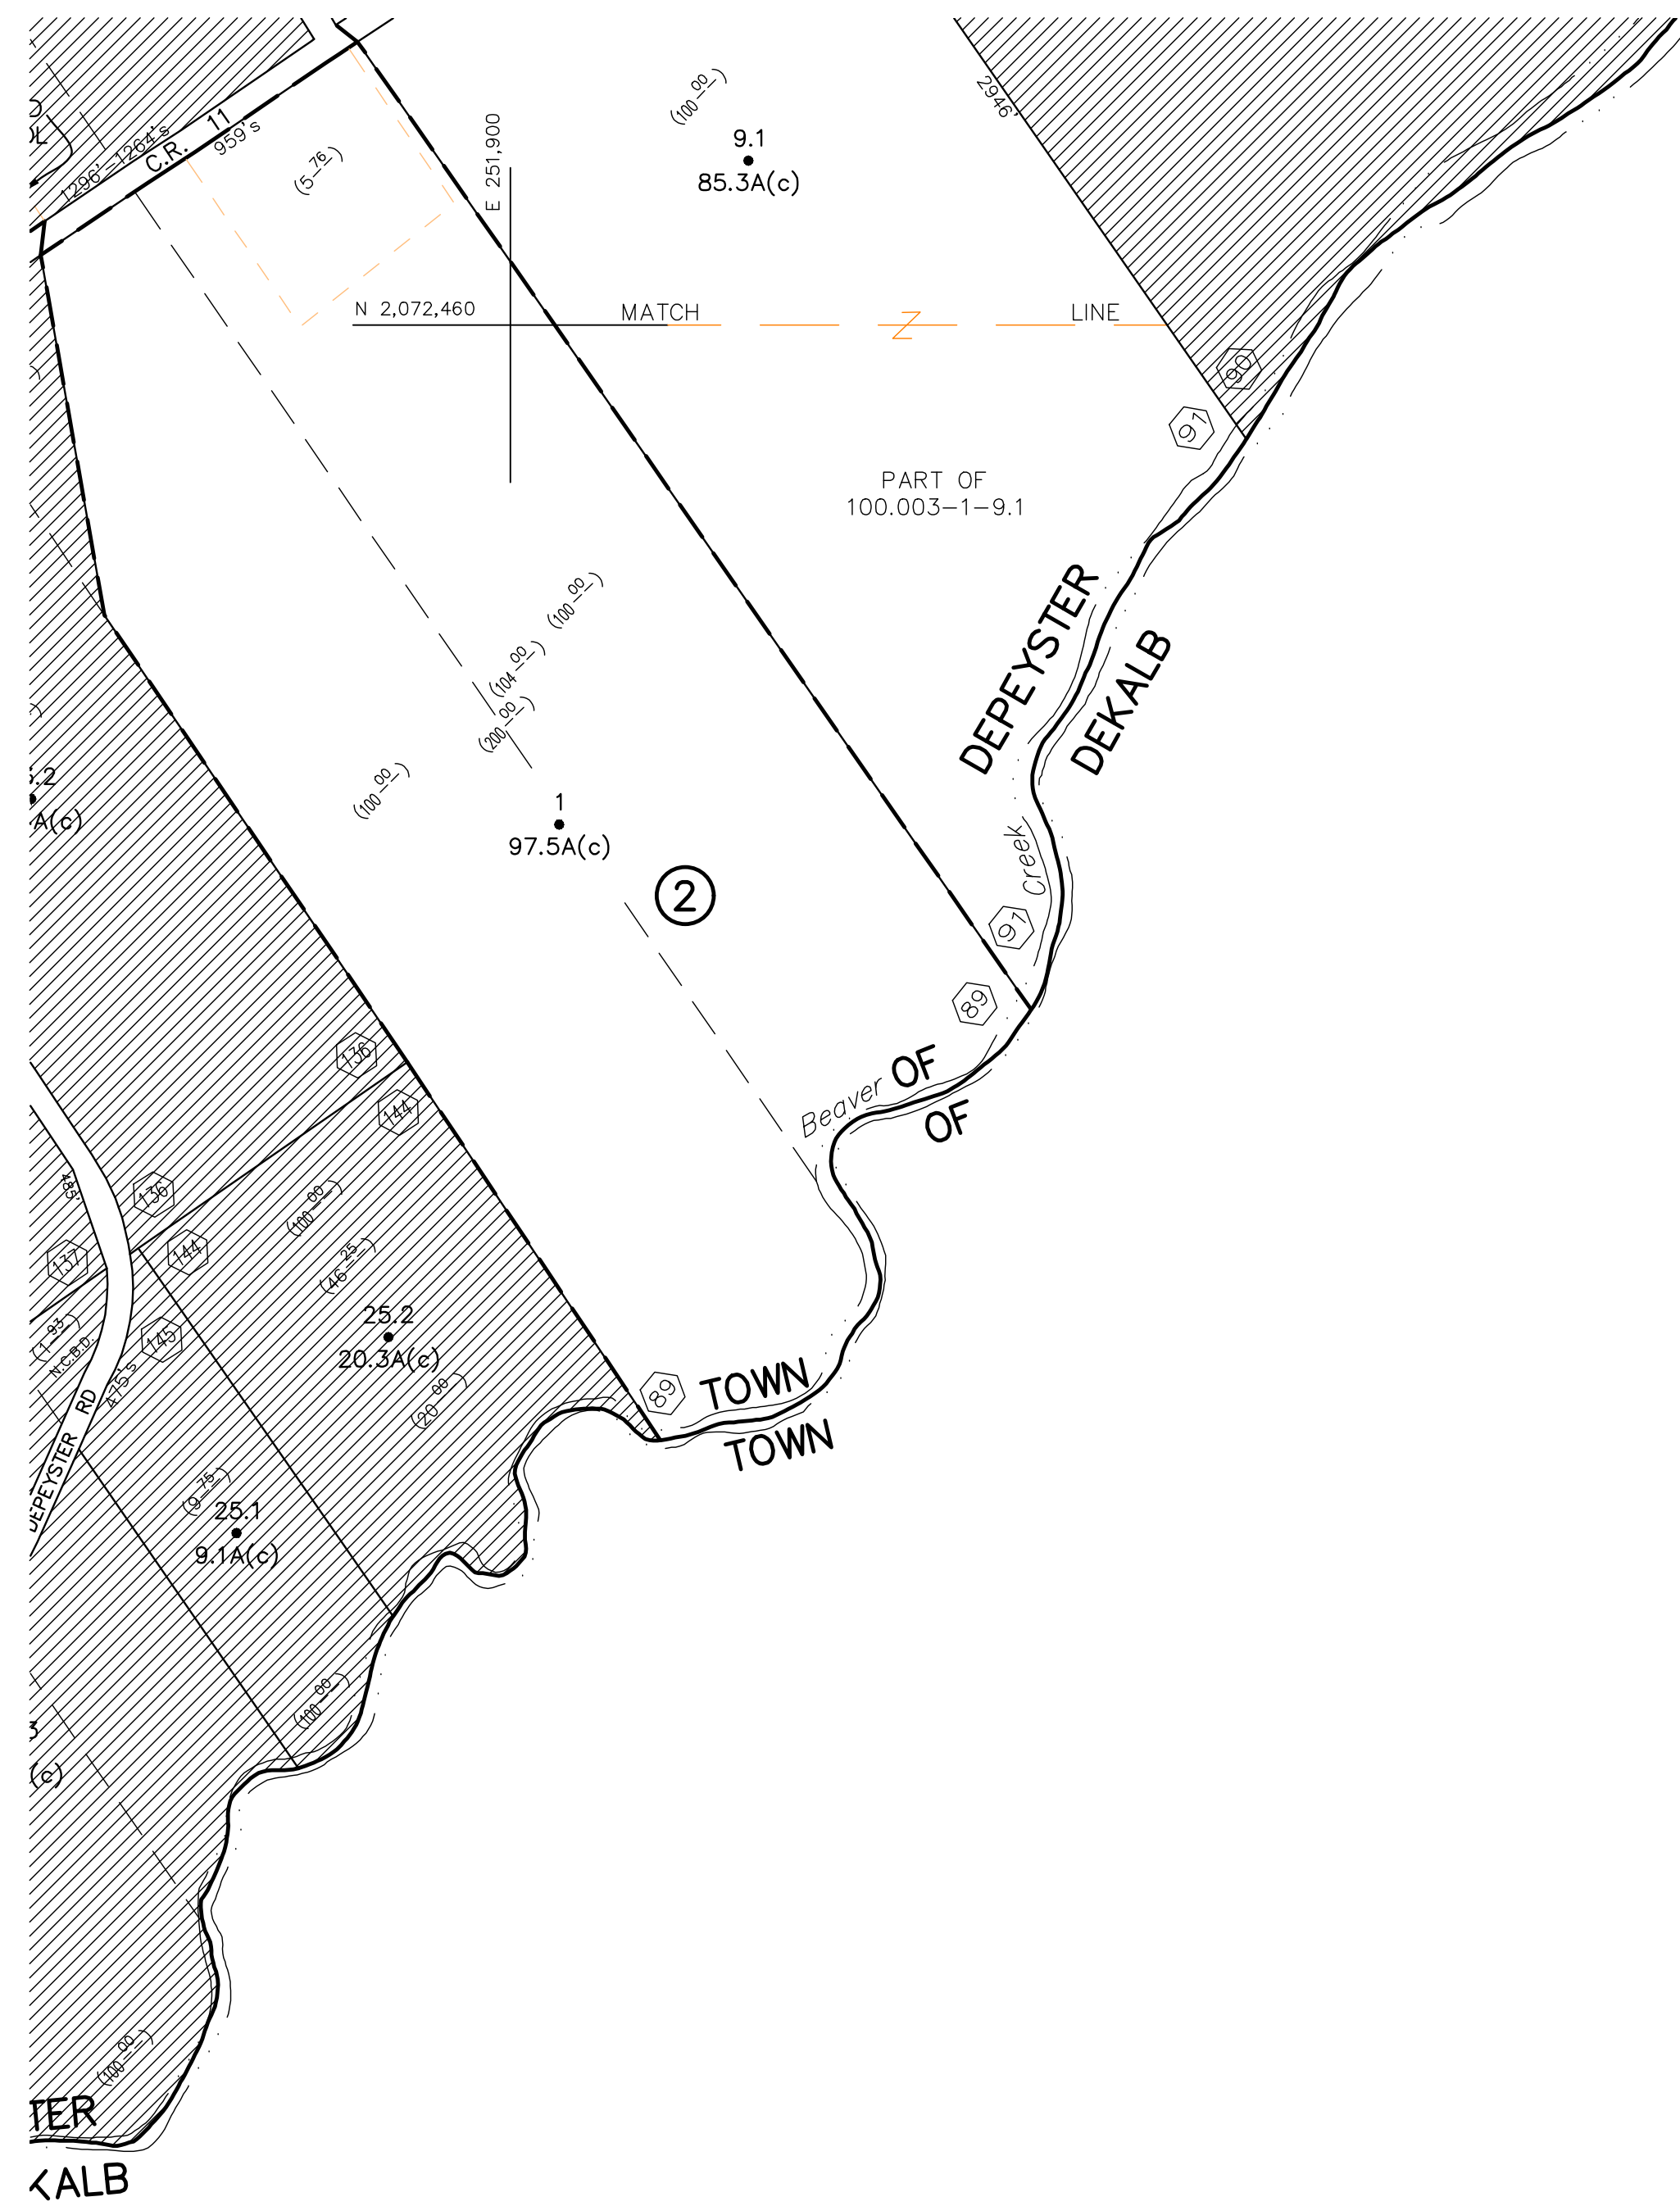 (100 00)
9.1
85.3A(c)
2946'
1296'-1264's
C.R. 11
959's
(5 76)
E 251,900
N 2,072,460
MATCH LINE
90
91
PART OF
100.003-1-9.1
DEPEYSTER
DEKALB
(100 00)
(104 00)
(200 00)
(100 00)
.2
A(c)
1
97.5A(c)
2
Creek
91
89
Beaver
OF
OF
136
144
136
144
137
145
485'
(100 00)
(46 25)
25.2
20.3A(c)
(20 00)
(1 93)
N.C.B.D.
475's
DEPEYSTER RD
89
TOWN
TOWN
(9 75)
25.1
9.1A(c)
(100 00)
3
(c)
(100 00)
TER
KALB